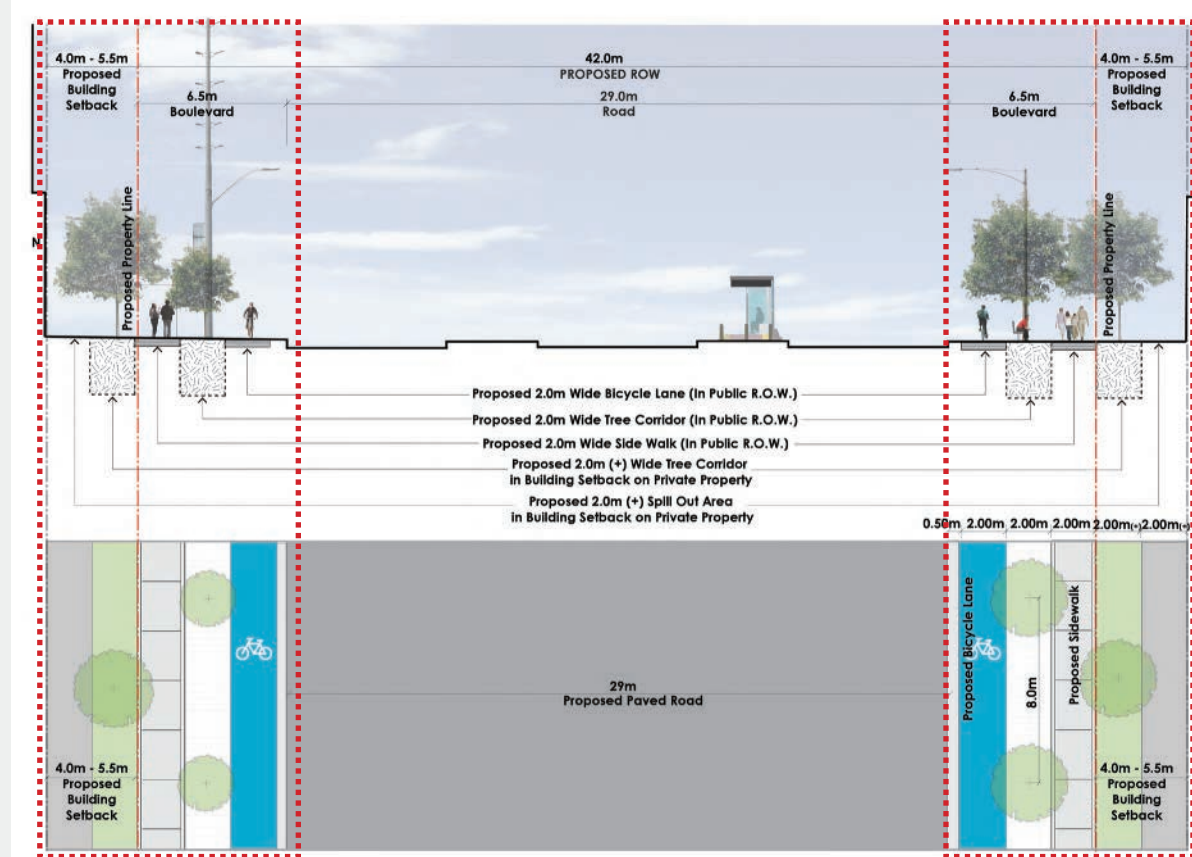 4.0m - 5.5m
Proposed
Building
Setback
42.0m
PROPOSED ROW
4.0m - 5.5m
Proposed
Building
Setback
6.5m
Boulevard
29.0m
Road
6.5m
Boulevard
Proposed Property Line
Proposed Property Line
N
Proposed 2.0m Wide Bicycle Lane (In Public R.O.W.)
Proposed 2.0m Wide Tree Corridor (In Public R.O.W.)
Proposed 2.0m Wide Side Walk (In Public R.O.W.)
Proposed 2.0m (+) Wide Tree Corridor
in Building Setback on Private Property
Proposed 2.0m (+) Spill Out Area
in Building Setback on Private Property
0.50m 2.00m 2.00m 2.00m 2.00m(+) 2.00m(+)
Proposed Bicycle Lane
8.0m
Proposed Sidewalk
29m
Proposed Paved Road
4.0m - 5.5m
Proposed
Building
Setback
4.0m - 5.5m
Proposed
Building
Setback